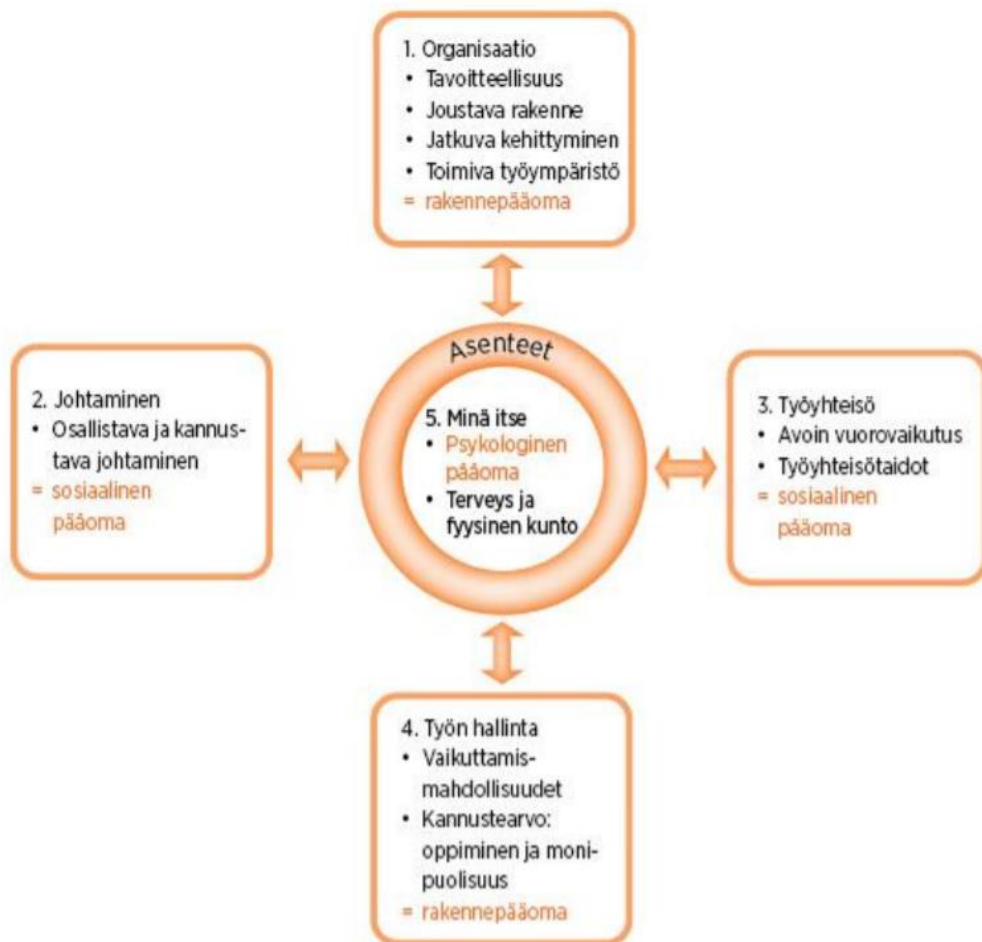 1. Organisaatio
• Tavoitteellisuus
• Joustava rakenne
• Jatkuva kehittyminen
• Toimiva työympäristö
= rakennepääoma
Asenteet
2. Johtaminen
• Osallistava ja kannus-
tava johtaminen
= sosiaalinen
pääoma
5. Minä itse
• Psykologinen
pääoma
• Terveys ja
fyysinen kunto
3. Työyhteisö
• Avoin vuorovaikutus
• Työyhteisötaidot
= sosiaalinen
pääoma
4. Työn hallinta
• Vaikuttamis-
mahdollisuudet
• Kannustearvo:
oppiminen ja moni-
puolisuus
= rakennepääoma